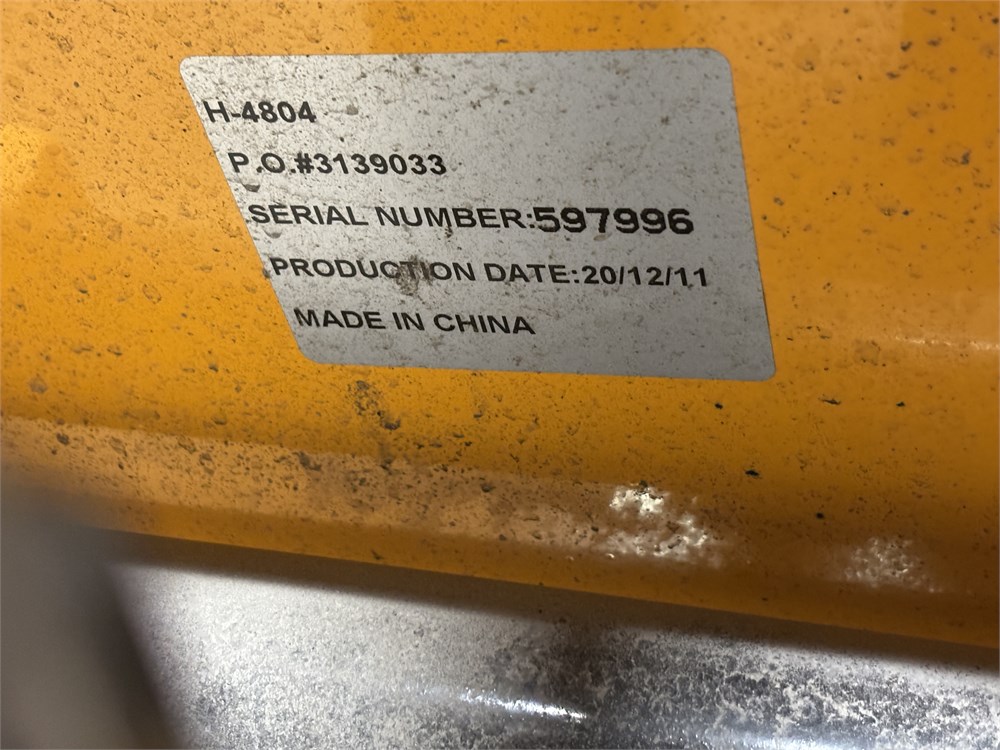 H-4804
P.O.#3139033
SERIAL NUMBER:597996
PRODUCTION DATE:20/12/11
MADE IN CHINA